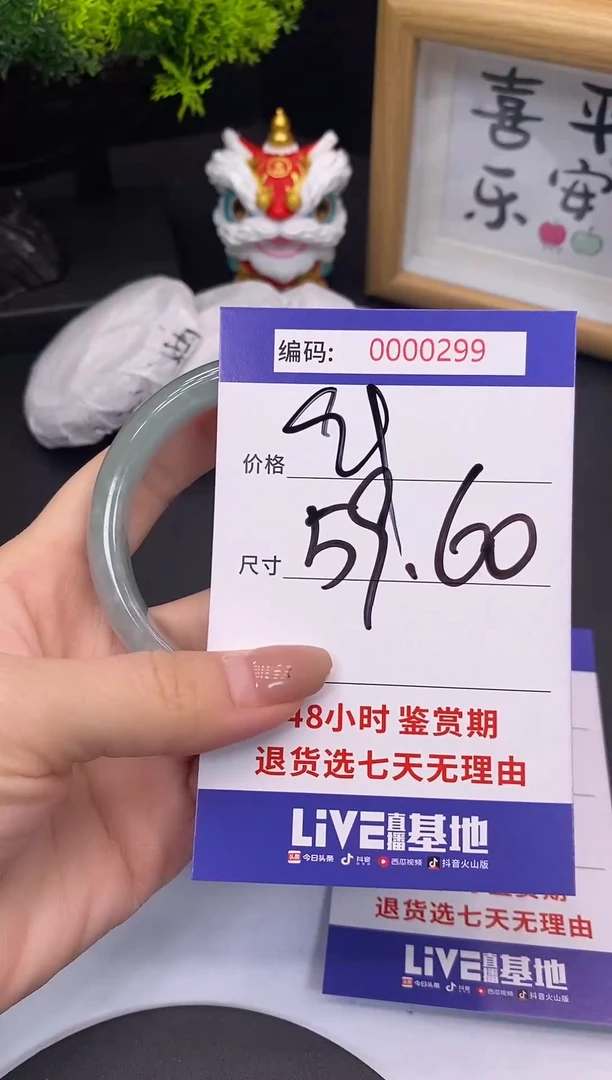 喜 平
乐 安
编码: 0000299
价格
尺寸 59.60
48小时 鉴赏期
退货选七天无理由
LiVE直播基地
今日头条 抖音 西瓜视频 抖音火山版
退货选七天无理由
LiVE直播基地
今日头条 抖音 西瓜视频 抖音火山版